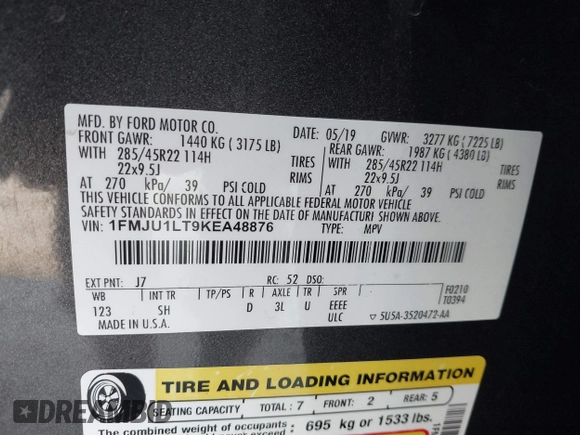 MFD. BY FORD MOTOR CO.
05/19 GVWR: 3277 KG ( 7225 LB)
FRONT GAWR: 1440 KG ( 3175 LB)
REAR GAWR: 1987 KG ( 4380 LB)
WITH 285/45R22 114H TIRES
WITH 285/45R22 114H TIRES
22x9.5J RIMS
22x9.5J RIMS
AT 270 kPa/ 39 PSI COLD
AT 270 kPa/ 39 PSI COLD
THIS VEHICLE CONFORMS TO ALL APPLICABLE FEDERAL MOTOR VEHICLE
SAFETY STANDARDS IN EFFECT ON THE DATE OF MANUFACTURE SHOWN ABOVE.
VIN: 1FMJU1LT9KEA48876 TYPE: MPV
EXT PNT: J7 RC: 52 DSO:
WB INT TR TP/PS R AXLE TR SPR F0210
123 SH D 3L U EEEE T0394
MADE IN U.S.A. ULC ▽ 5U5A-3520472-AA
TIRE AND LOADING INFORMATION
SEATING CAPACITY TOTAL : 7 FRONT: 2 REAR: 5
The combined weight of occupants 695 kg or 1533 lbs.
DREAMBID